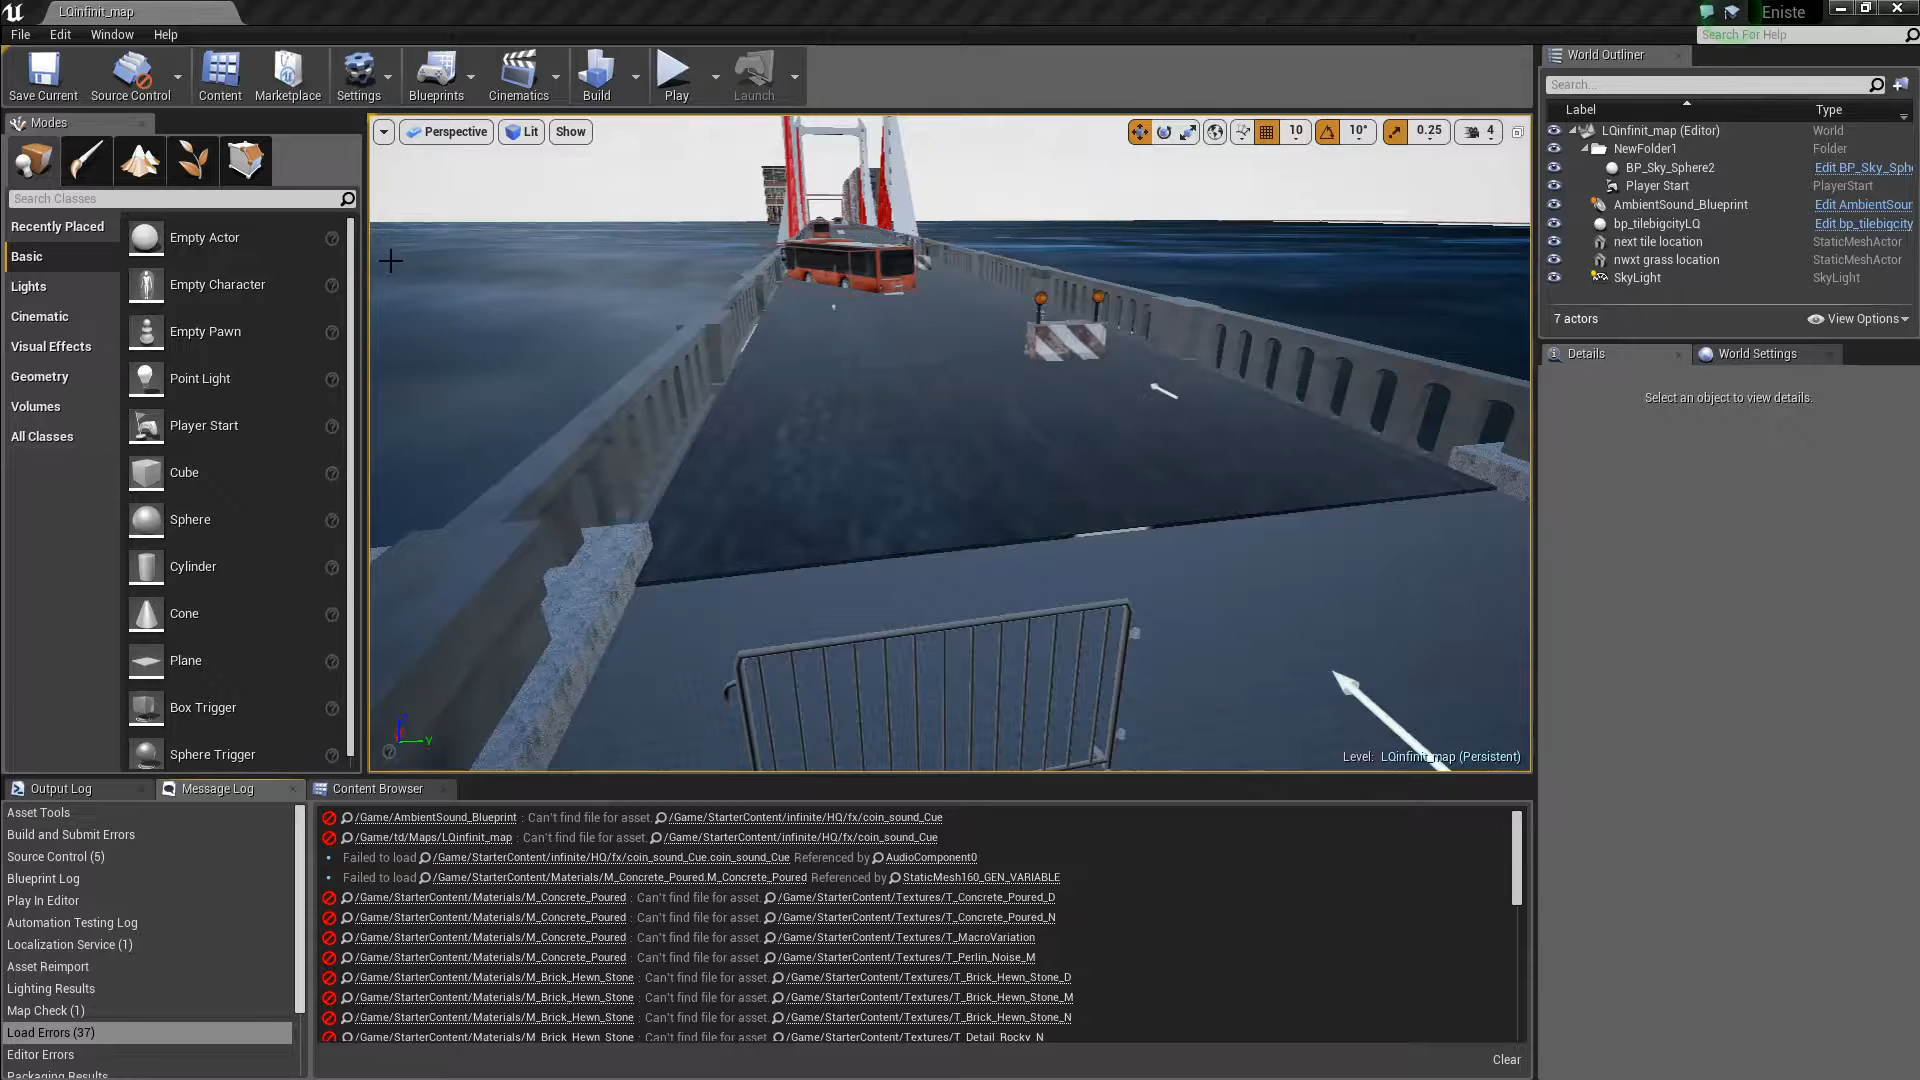 LQinfinit_map
Eniste
File Edit Window Help
Search For Help
Save Current
Source Control
Content
Marketplace
Settings
Blueprints
Cinematics
Build
Play
Launch
Modes
Search Classes
Recently Placed
Basic
Lights
Cinematic
Visual Effects
Geometry
Volumes
All Classes
Empty Actor
Empty Character
Empty Pawn
Point Light
Player Start
Cube
Sphere
Cylinder
Cone
Plane
Box Trigger
Sphere Trigger
Perspective
Lit
Show
10
10°
0.25
4
Y
Level: LQinfinit_map (Persistent)
World Outliner
Search...
Label Type
LQinfinit_map (Editor) World
NewFolder1 Folder
BP_Sky_Sphere2 Edit BP_Sky_Sph
Player Start PlayerStart
AmbientSound_Blueprint Edit AmbientSour
bp_tilebigcityLQ Edit bp_tilebigcity
next tile location StaticMeshActor
nwxt grass location StaticMeshActor
SkyLight SkyLight
7 actors
View Options
Details
World Settings
Select an object to view details.
Output Log
Message Log
Content Browser
Asset Tools
Build and Submit Errors
Source Control (5)
Blueprint Log
Play In Editor
Automation Testing Log
Localization Service (1)
Asset Reimport
Lighting Results
Map Check (1)
Load Errors (37)
Editor Errors
Packaging Results
/Game/AmbientSound_Blueprint : Can't find file for asset. /Game/StarterContent/infinite/HQ/fx/coin_sound_Cue
/Game/td/Maps/LQinfinit_map : Can't find file for asset. /Game/StarterContent/infinite/HQ/fx/coin_sound_Cue
Failed to load /Game/StarterContent/infinite/HQ/fx/coin_sound_Cue.coin_sound_Cue Referenced by AudioComponent0
Failed to load /Game/StarterContent/Materials/M_Concrete_Poured.M_Concrete_Poured Referenced by StaticMesh160_GEN_VARIABLE
/Game/StarterContent/Materials/M_Concrete_Poured : Can't find file for asset. /Game/StarterContent/Textures/T_Concrete_Poured_D
/Game/StarterContent/Materials/M_Concrete_Poured : Can't find file for asset. /Game/StarterContent/Textures/T_Concrete_Poured_N
/Game/StarterContent/Materials/M_Concrete_Poured : Can't find file for asset. /Game/StarterContent/Textures/T_MacroVariation
/Game/StarterContent/Materials/M_Concrete_Poured : Can't find file for asset. /Game/StarterContent/Textures/T_Perlin_Noise_M
/Game/StarterContent/Materials/M_Brick_Hewn_Stone : Can't find file for asset. /Game/StarterContent/Textures/T_Brick_Hewn_Stone_D
/Game/StarterContent/Materials/M_Brick_Hewn_Stone : Can't find file for asset. /Game/StarterContent/Textures/T_Brick_Hewn_Stone_M
/Game/StarterContent/Materials/M_Brick_Hewn_Stone : Can't find file for asset. /Game/StarterContent/Textures/T_Brick_Hewn_Stone_N
/Game/StarterContent/Materials/M_Brick_Hewn_Stone : Can't find file for asset. /Game/StarterContent/Textures/T_Detail_Rocky_N
Clear